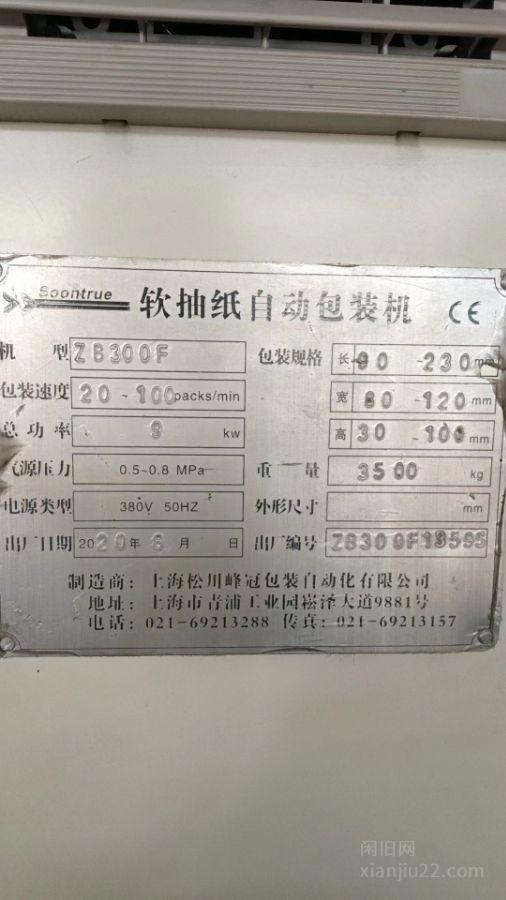 Soontrue 软抽纸自动包装机 CE
机 型 ZB300F 包装规格 长 90 -230 mm
包装速度 20 ~ 100 packs/min 宽 80 -120 mm
总功率 kw 高 30 -100 mm
气源压力 0.5~0.8 MPa 重 量 3500 kg
电源类型 380V 50HZ 外形尺寸 mm
出厂日期 2020年 月 日 出厂编号 ZB300F19595
制造商: 上海松川峰冠包装自动化有限公司
地址: 上海市青浦工业园崧泽大道9881号
电话: 021-69213288 传真: 021-69213157
闲旧网
xianjiu22.com